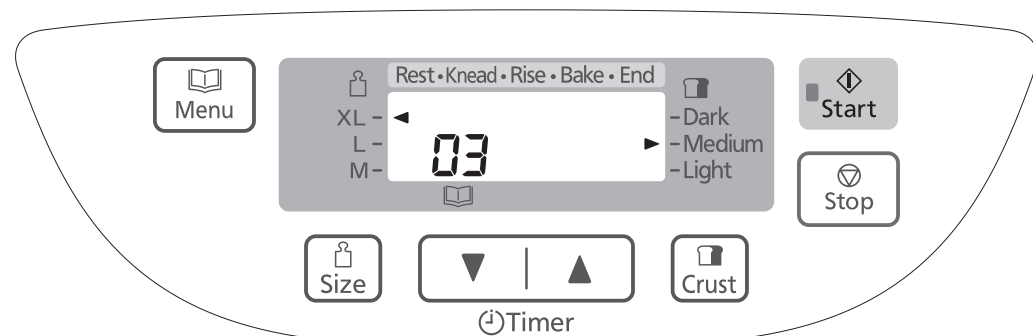 Menu
Rest • Knead • Rise • Bake • End
XL
L
M
03
Dark
Medium
Light
Start
Stop
Size
Timer
Crust